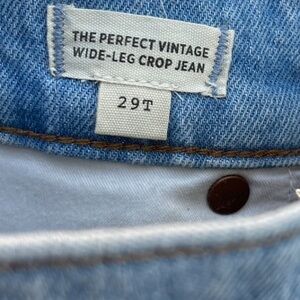 THE PERFECT VINTAGE
WIDE-LEG CROP JEAN
29T